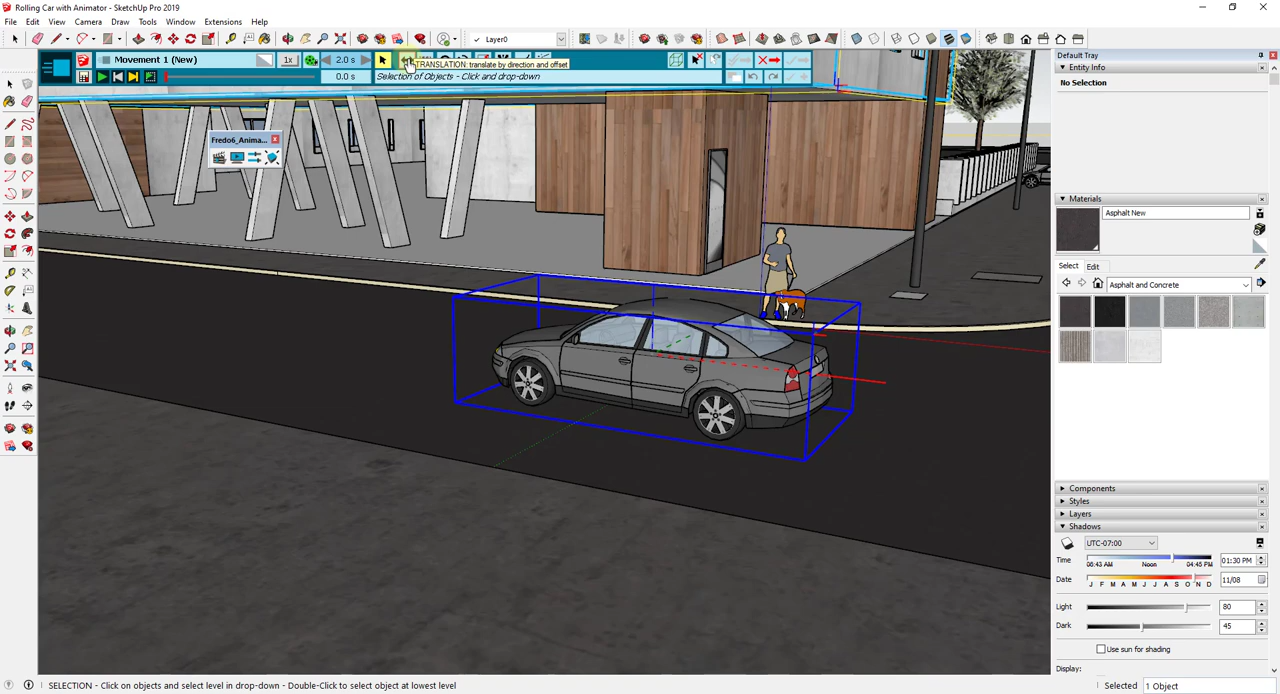 Rolling Car with Animator - SketchUp Pro 2019
File Edit View Camera Draw Tools Window Extensions Help
Layer0
Default Tray
Movement 1 (New) 1x 2.0 s
TRANSLATION: translate by direction and offset
0.0 s Selection of Objects - Click and drop-down
Entity Info
No Selection
Fredo6_Anima...
Materials
Asphalt New
Select Edit
Asphalt and Concrete
Components
Styles
Layers
Shadows
UTC-07:00
Time 06:43 AM Noon 04:45 PM 01:30 PM
Date J F M A M J J A S O N D 11/08
Light 80
Dark 45
Use sun for shading
Display:
SELECTION - Click on objects and select level in drop-down - Double-Click to select object at lowest level
Selected 1 Object